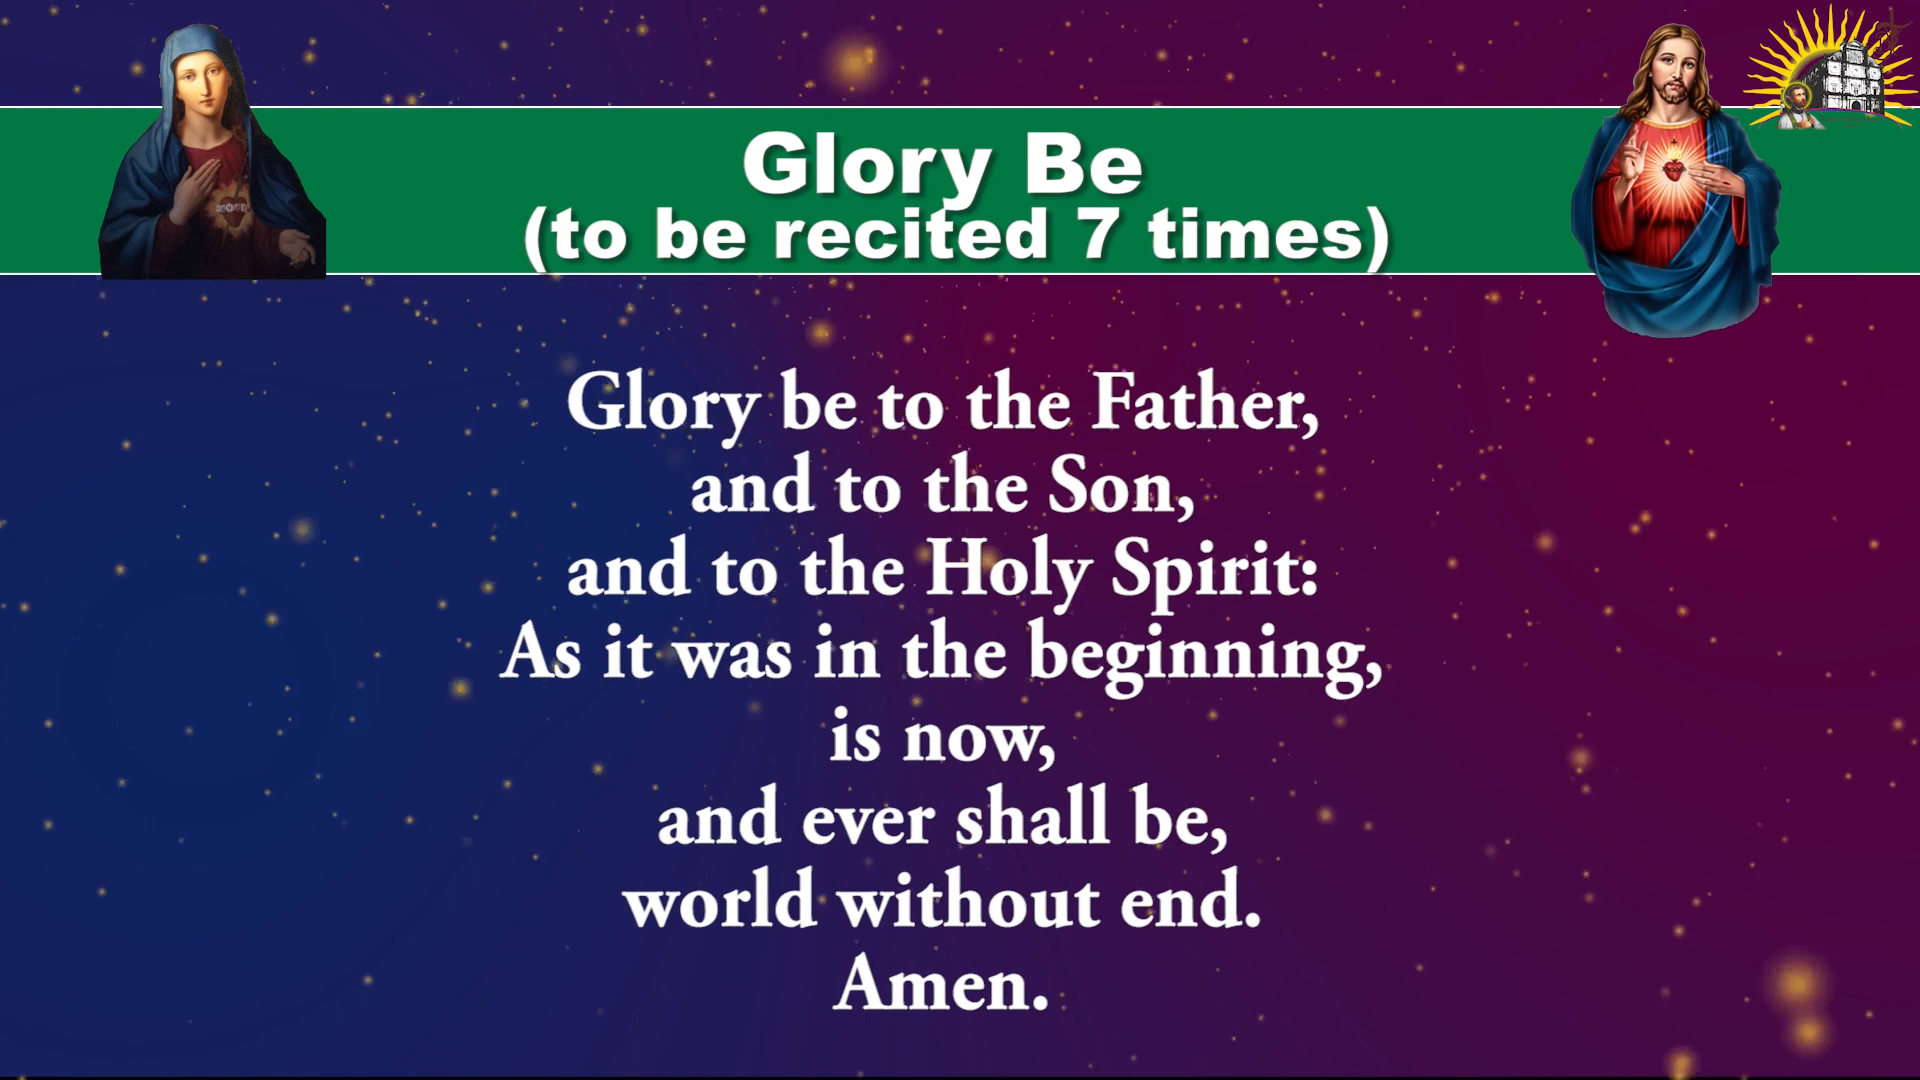 Glory Be
(to be recited 7 times)
Glory be to the Father,
and to the Son,
and to the Holy Spirit:
As it was in the beginning,
is now,
and ever shall be,
world without end.
Amen.